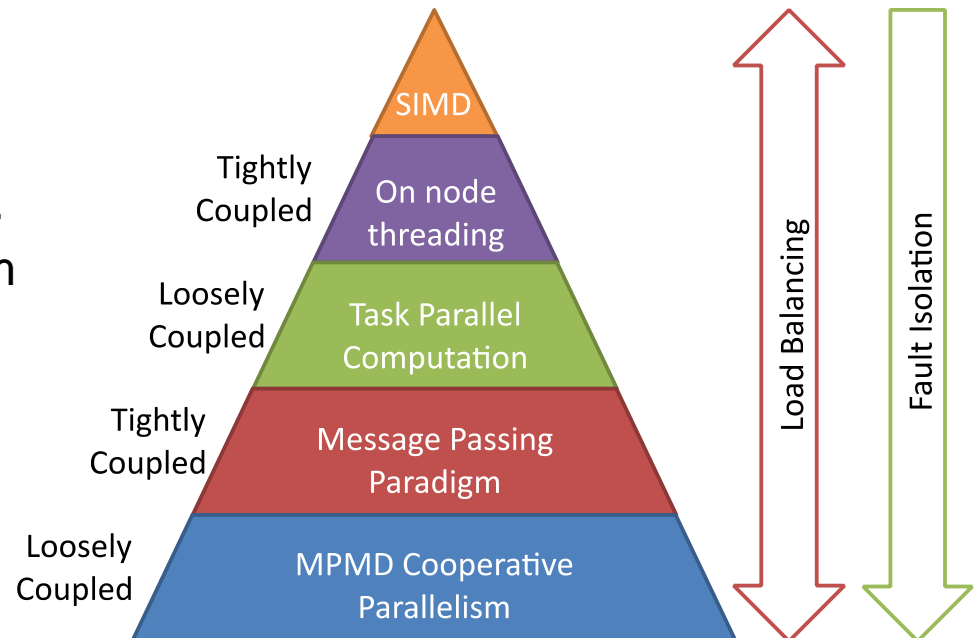 SIMD
Tightly
Coupled
On node
threading
Loosely
Coupled
Task Parallel
Computation
Tightly
Coupled
Message Passing
Paradigm
Loosely
Coupled
MPMD Cooperative
Parallelism
Load Balancing
Fault Isolation